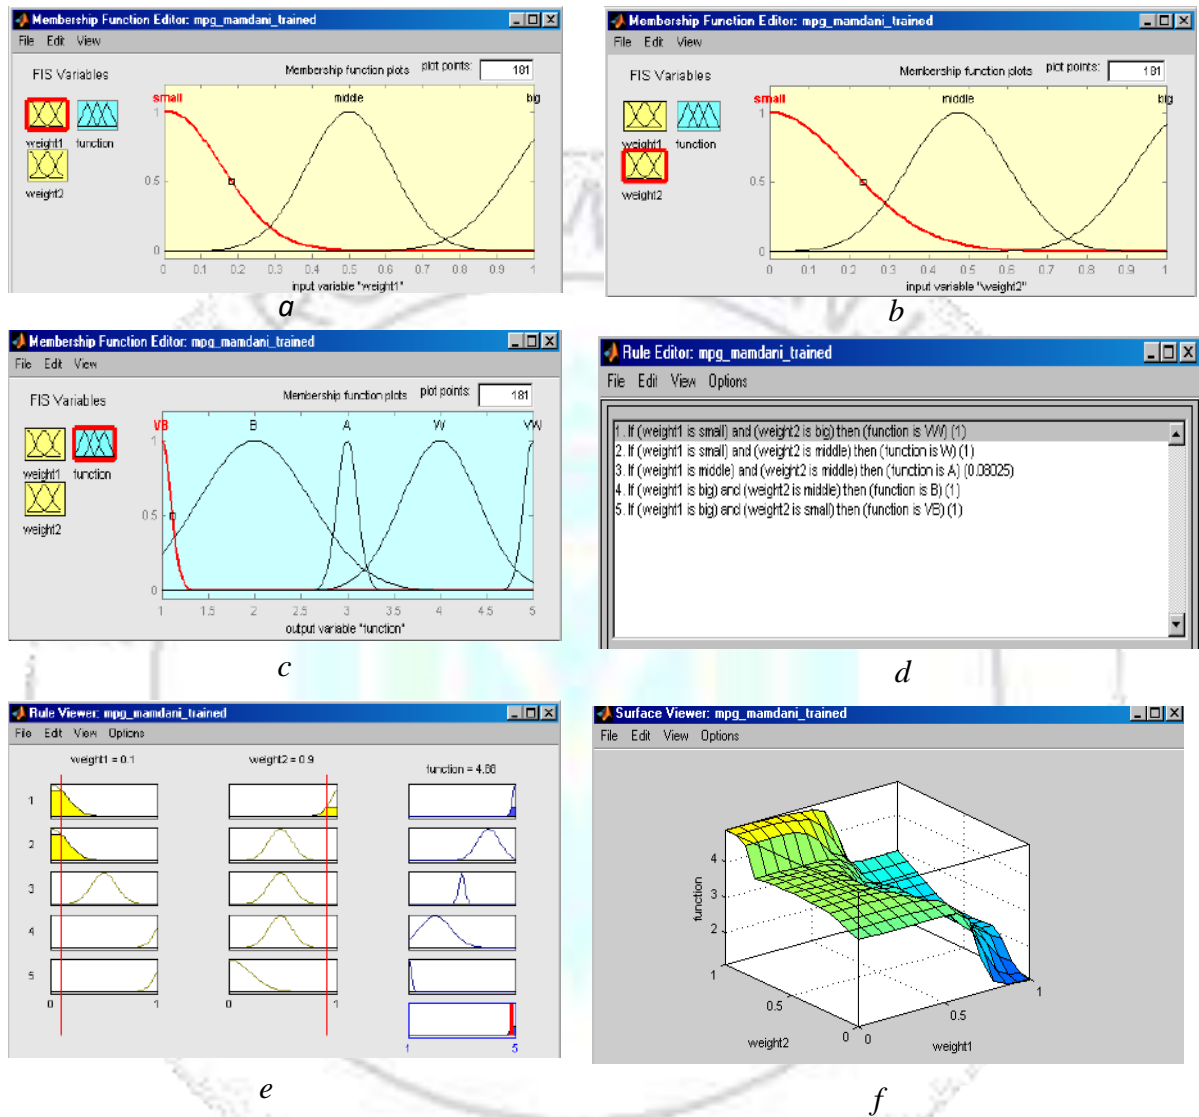 Membership Function Editor: mpg_mamdani_trained
File Edit View
FIS Variables
Membership function plots plot points: 181
weight1 function
weight2
small middle big
1
0.5
0
0 0.1 0.2 0.3 0.4 0.5 0.6 0.7 0.8 0.9 1
input variable "weight1"
a
Membership Function Editor: mpg_mamdani_trained
File Edit View
FIS Variables
Membership function plots plot points: 181
weight1 function
weight2
small middle big
1
0.5
0
0 0.1 0.2 0.3 0.4 0.5 0.6 0.7 0.8 0.9 1
input variable "weight2"
b
Membership Function Editor: mpg_mamdani_trained
File Edit View
FIS Variables
Membership function plots plot points: 181
weight1 function
weight2
VB B A W VW
1
0.5
0
1 1.5 2 2.5 3 3.5 4 4.5 5
output variable "function"
c
Rule Editor: mpg_mamdani_trained
File Edit View Options
1. If (weight1 is small) and (weight2 is big) then (function is VW) (1)
2. If (weight1 is small) and (weight2 is middle) then (function is W) (1)
3. If (weight1 is middle) and (weight2 is middle) then (function is A) (0.08025)
4. If (weight1 is big) and (weight2 is middle) then (function is B) (1)
5. If (weight1 is big) and (weight2 is small) then (function is VB) (1)
d
Rule Viewer: mpg_mamdani_trained
File Edit View Options
weight1 = 0.1 weight2 = 0.9 function = 4.86
1
2
3
4
5
0 1 0 1
1 5
e
Surface Viewer: mpg_mamdani_trained
File Edit View Options
4
3
2
function
1
0.5
0
weight2
0
0.5
1
weight1
f